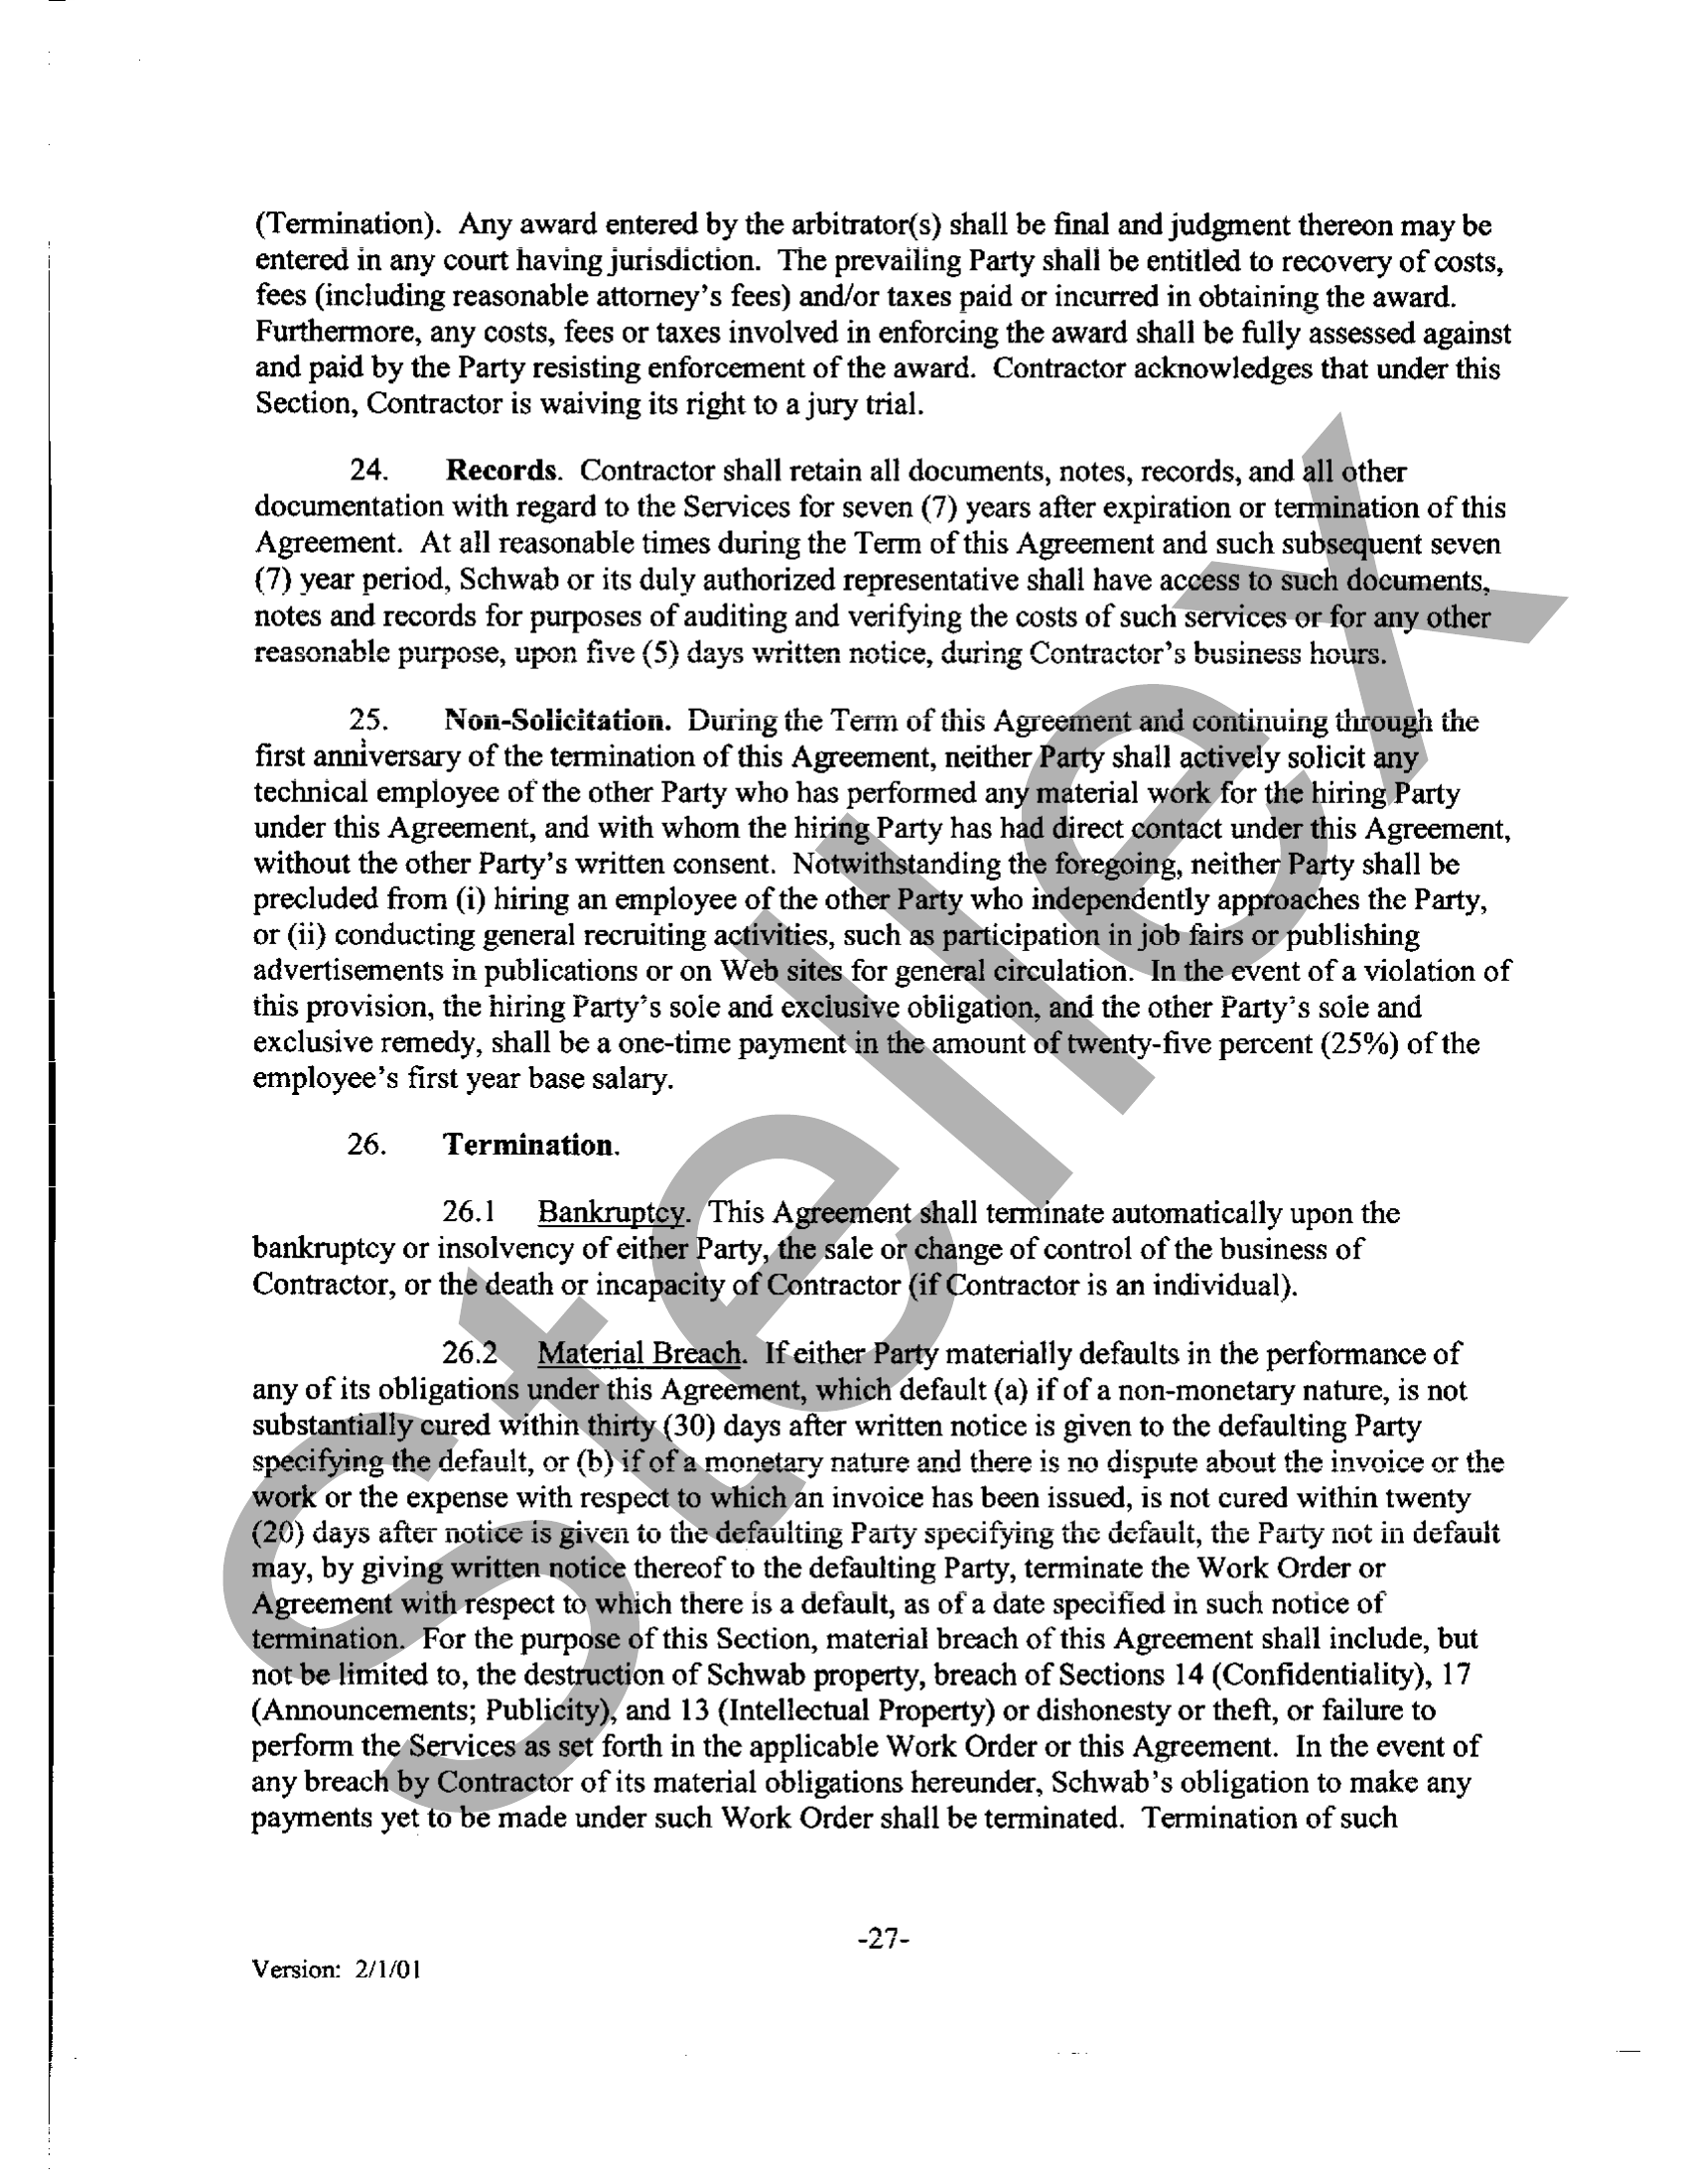 (Termination). Any award entered by the arbitrator(s) shall be final and judgment thereon may be
entered in any court having jurisdiction. The prevailing Party shall be entitled to recovery of costs,
fees (including reasonable attorney's fees) and/or taxes paid or incurred in obtaining the award.
Furthermore, any costs, fees or taxes involved in enforcing the award shall be fully assessed against
and paid by the Party resisting enforcement of the award. Contractor acknowledges that under this
Section, Contractor is waiving its right to a jury trial.
24. Records. Contractor shall retain all documents, notes, records, and all other
documentation with regard to the Services for seven (7) years after expiration or termination of this
Agreement. At all reasonable times during the Term of this Agreement and such subsequent seven
(7) year period, Schwab or its duly authorized representative shall have access to such documents,
notes and records for purposes of auditing and verifying the costs of such services or for any other
reasonable purpose, upon five (5) days written notice, during Contractor's business hours.
25. Non-Solicitation. During the Term of this Agreement and continuing through the
first anniversary of the termination of this Agreement, neither Party shall actively solicit any
technical employee of the other Party who has performed any material work for the hiring Party
under this Agreement, and with whom the hiring Party has had direct contact under this Agreement,
without the other Party's written consent. Notwithstanding the foregoing, neither Party shall be
precluded from (i) hiring an employee of the other Party who independently approaches the Party,
or (ii) conducting general recruiting activities, such as participation in job fairs or publishing
advertisements in publications or on Web sites for general circulation. In the event of a violation of
this provision, the hiring Party's sole and exclusive obligation, and the other Party's sole and
exclusive remedy, shall be a one-time payment in the amount of twenty-five percent (25%) of the
employee's first year base salary.
26. Termination.
26.1 Bankruptcy. This Agreement shall terminate automatically upon the
bankruptcy or insolvency of either Party, the sale or change of control of the business of
Contractor, or the death or incapacity of Contractor (if Contractor is an individual).
26.2 Material Breach. If either Party materially defaults in the performance of
any of its obligations under this Agreement, which default (a) if of a non-monetary nature, is not
substantially cured within thirty (30) days after written notice is given to the defaulting Party
specifying the default, or (b) if of a monetary nature and there is no dispute about the invoice or the
work or the expense with respect to which an invoice has been issued, is not cured within twenty
(20) days after notice is given to the defaulting Party specifying the default, the Party not in default
may, by giving written notice thereof to the defaulting Party, terminate the Work Order or
Agreement with respect to which there is a default, as of a date specified in such notice of
termination. For the purpose of this Section, material breach of this Agreement shall include, but
not be limited to, the destruction of Schwab property, breach of Sections 14 (Confidentiality), 17
(Announcements; Publicity), and 13 (Intellectual Property) or dishonesty or theft, or failure to
perform the Services as set forth in the applicable Work Order or this Agreement. In the event of
any breach by Contractor of its material obligations hereunder, Schwab's obligation to make any
payments yet to be made under such Work Order shall be terminated. Termination of such
-27-
Version: 2/1/01
Stellex